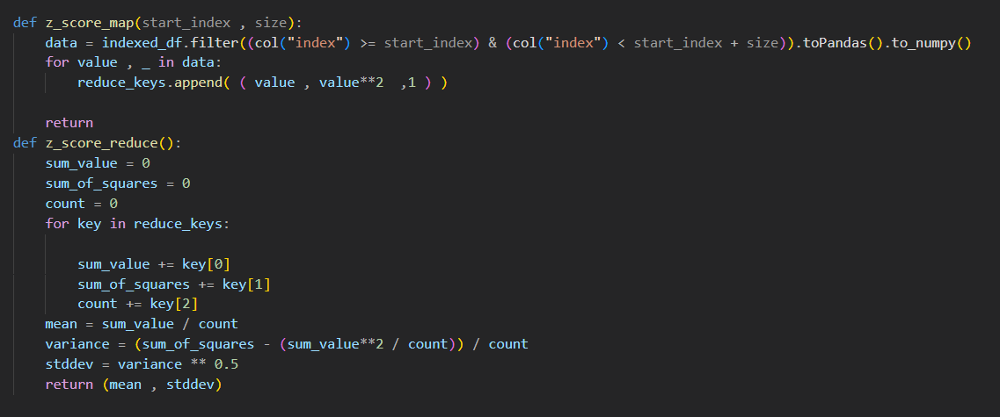 def z_score_map(start_index , size):
    data = indexed_df.filter((col("index") >= start_index) & (col("index") < start_index + size)).toPandas().to_numpy()
    for value , _ in data:
        reduce_keys.append( ( value , value**2  ,1 ) )

    return
def z_score_reduce():
    sum_value = 0
    sum_of_squares = 0
    count = 0
    for key in reduce_keys:

        sum_value += key[0]
        sum_of_squares += key[1]
        count += key[2]
    mean = sum_value / count
    variance = (sum_of_squares - (sum_value**2 / count)) / count
    stddev = variance ** 0.5
    return (mean , stddev)